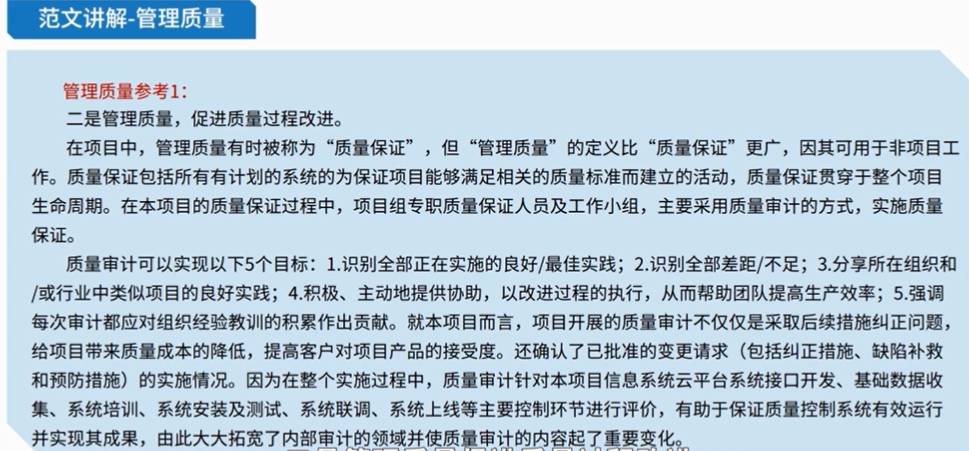 范文讲解-管理质量
管理质量参考1：
二是管理质量，促进质量过程改进。
在项目中，管理质量有时被称为“质量保证”，但“管理质量”的定义比“质量保证”更广，因其可用于非项目工
作。质量保证包括所有有计划的系统的为保证项目能够满足相关的质量标准而建立的活动，质量保证贯穿于整个项目
生命周期。在本项目的质量保证过程中，项目组专职质量保证人员及工作小组，主要采用质量审计的方式，实施质量
保证。
质量审计可以实现以下5个目标：1.识别全部正在实施的良好/最佳实践；2.识别全部差距/不足；3.分享所在组织和
/或行业中类似项目的良好实践；4.积极、主动地提供协助，以改进过程的执行，从而帮助团队提高生产效率；5.强调
每次审计都应对组织经验教训的积累作出贡献。就本项目而言，项目开展的质量审计不仅仅是采取后续措施纠正问题，
给项目带来质量成本的降低，提高客户对项目产品的接受度。还确认了已批准的变更请求（包括纠正措施、缺陷补救
和预防措施）的实施情况。因为在整个实施过程中，质量审计针对本项目信息系统云平台系统接口开发、基础数据收
集、系统培训、系统安装及测试、系统联调、系统上线等主要控制环节进行评价，有助于保证质量控制系统有效运行
并实现其成果，由此大大拓宽了内部审计的领域并使质量审计的内容起了重要变化。